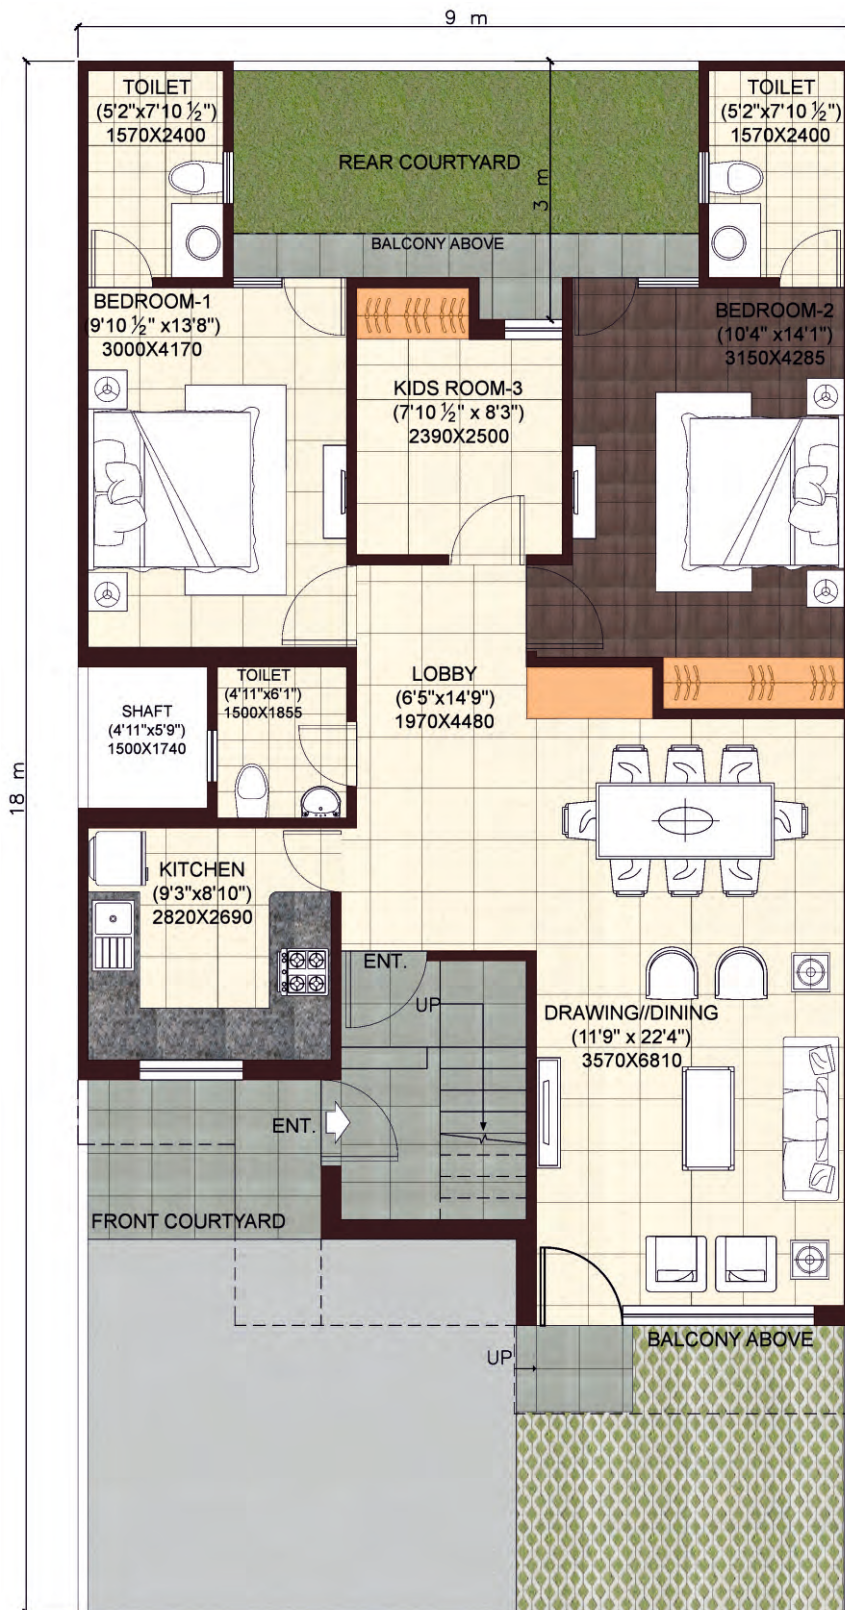 9 m
TOILET
(5'2"x7'10 ½")
1570X2400
TOILET
(5'2"x7'10 ½")
1570X2400
REAR COURTYARD
3 m
BALCONY ABOVE
BEDROOM-1
(9'10 ½" x13'8")
3000X4170
BEDROOM-2
(10'4" x14'1")
3150X4285
KIDS ROOM-3
(7'10 ½" x 8'3")
2390X2500
LOBBY
(6'5"x14'9")
1970X4480
TOILET
(4'11"x6'1")
1500X1855
SHAFT
(4'11"x5'9")
1500X1740
18 m
KITCHEN
(9'3"x8'10")
2820X2690
ENT.
UP
DRAWING//DINING
(11'9" x 22'4")
3570X6810
ENT.
FRONT COURTYARD
BALCONY ABOVE
UP